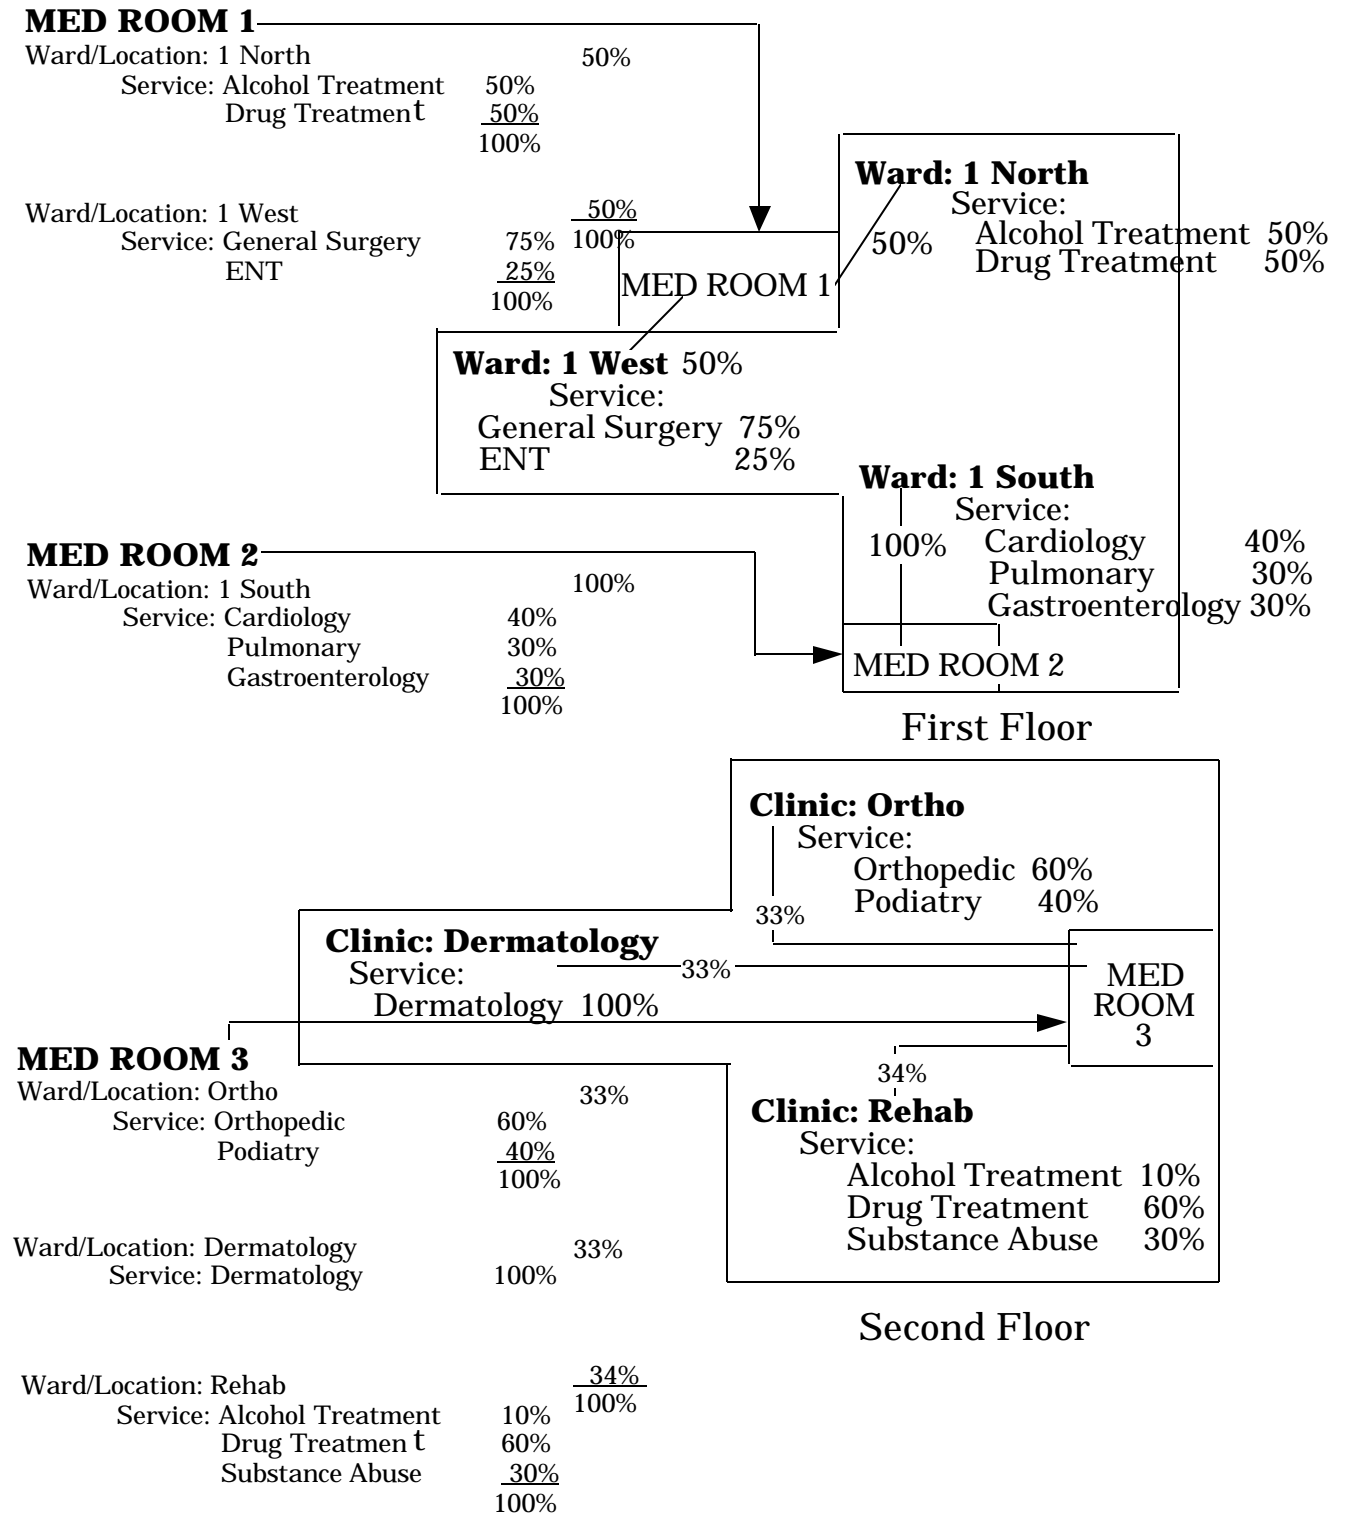 MED ROOM 1
Ward/Location: 1 North 50%
Service: Alcohol Treatment 50%
Drug Treatment 50%
100%
Ward/Location: 1 West 50%
Service: General Surgery 75% 100%
ENT 25%
100%
MED ROOM 1
Ward: 1 North
Service:
50% Alcohol Treatment 50%
Drug Treatment 50%
Ward: 1 West 50%
Service:
General Surgery 75%
ENT 25%
Ward: 1 South
Service:
100% Cardiology 40%
Pulmonary 30%
Gastroenterology 30%
MED ROOM 2
First Floor
MED ROOM 2
Ward/Location: 1 South 100%
Service: Cardiology 40%
Pulmonary 30%
Gastroenterology 30%
100%
Clinic: Ortho
Service:
Orthopedic 60%
Podiatry 40%
33%
Clinic: Dermatology
Service:
33%
Dermatology 100%
MED
ROOM
3
34%
Clinic: Rehab
Service:
Alcohol Treatment 10%
Drug Treatment 60%
Substance Abuse 30%
Second Floor
MED ROOM 3
Ward/Location: Ortho 33%
Service: Orthopedic 60%
Podiatry 40%
100%
Ward/Location: Dermatology 33%
Service: Dermatology 100%
Ward/Location: Rehab 34%
100%
Service: Alcohol Treatment 10%
Drug Treatment 60%
Substance Abuse 30%
100%